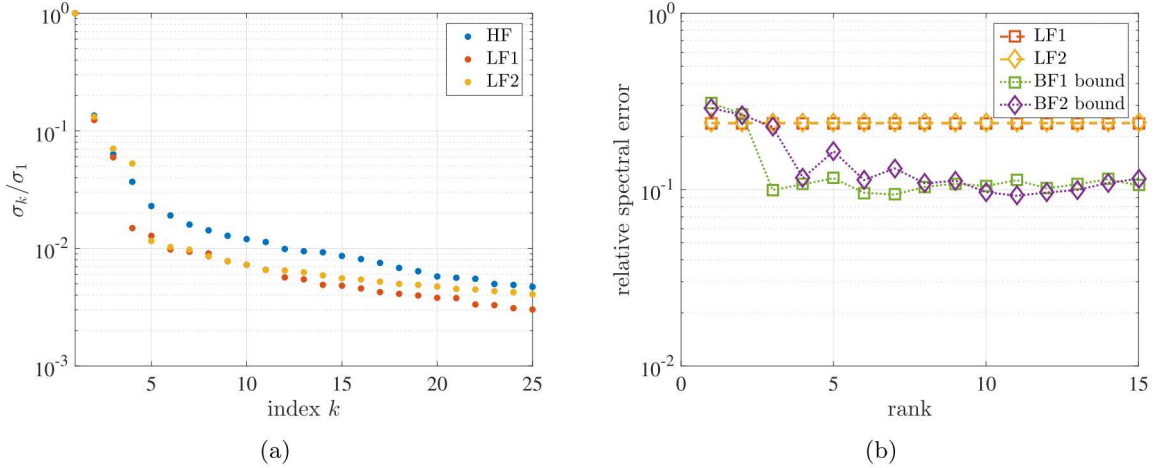 HF
LF1
LF2
10^0
10^-1
10^-2
10^-3
5
10
15
20
25
σ_k/σ_1
index k
(a)
LF1
LF2
BF1 bound
BF2 bound
10^0
10^-1
10^-2
0
5
10
15
relative spectral error
rank
(b)